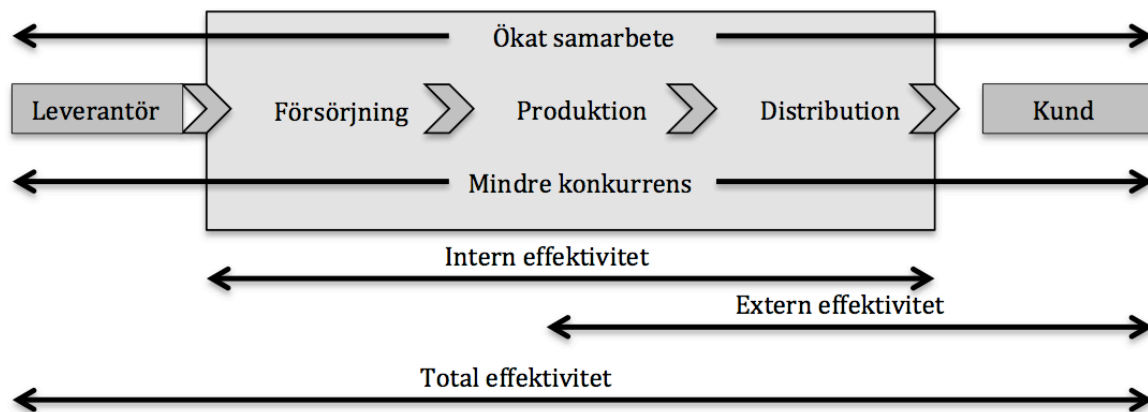 Ökat samarbete
Leverantör Försörjning Produktion Distribution Kund
Mindre konkurrens
Intern effektivitet
Extern effektivitet
Total effektivitet